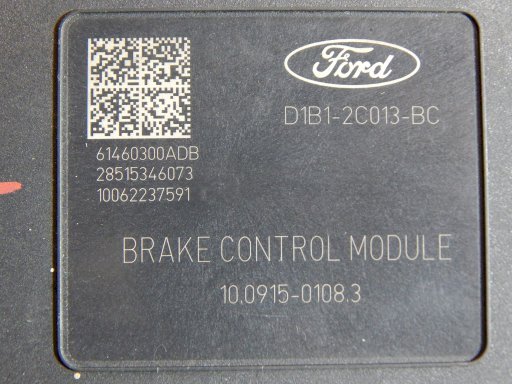 Ford
D1B1-2C013-BC
61460300ADB
28515346073
10062237591
BRAKE CONTROL MODULE
10.0915-0108.3